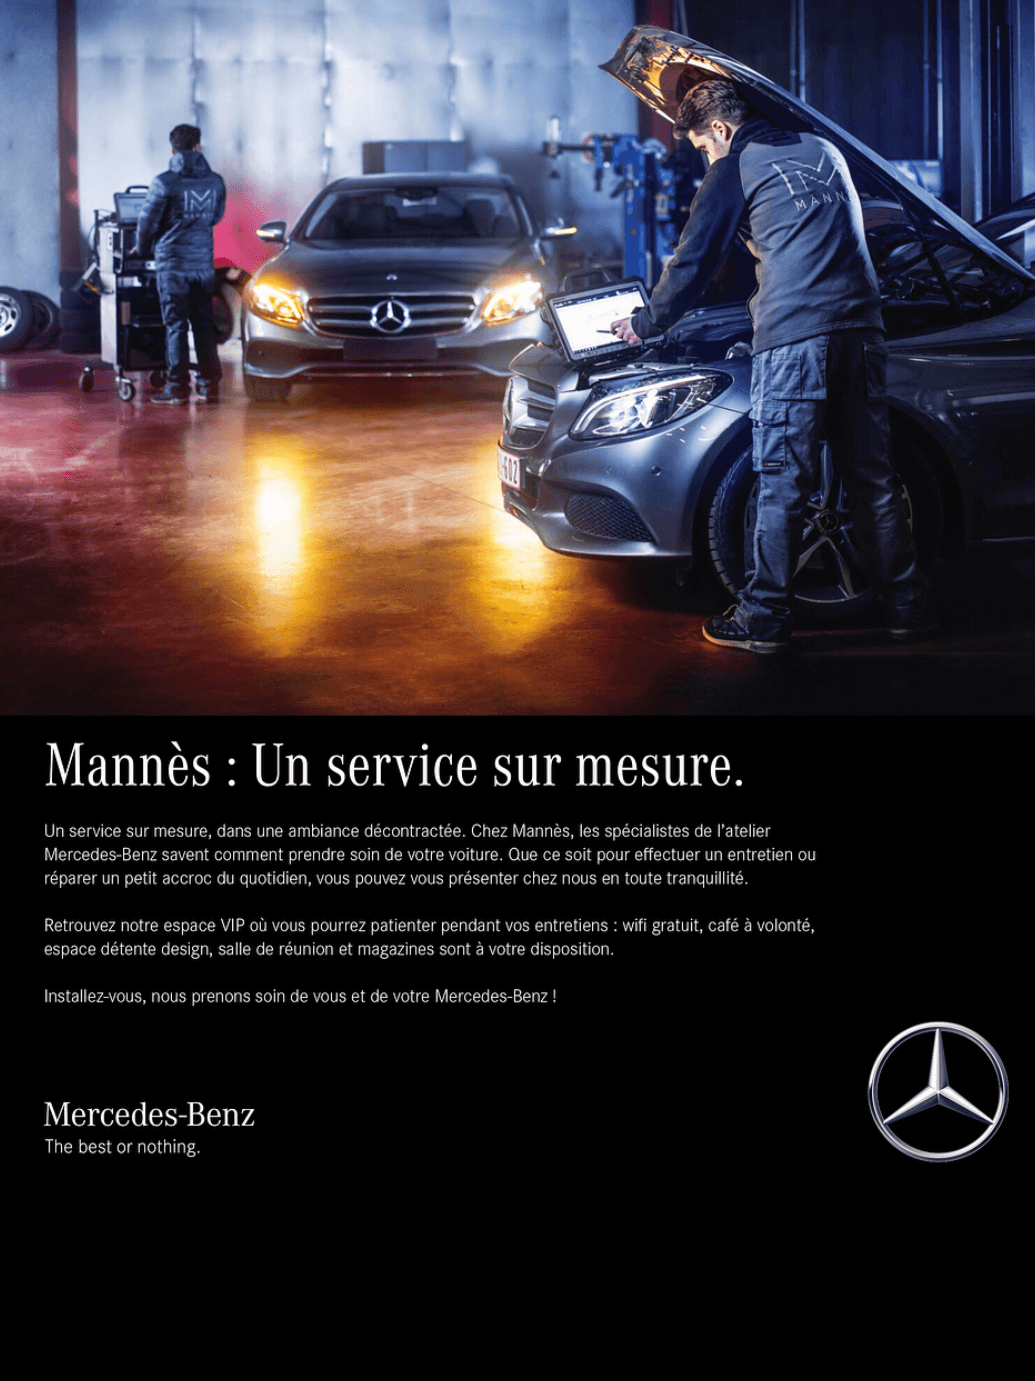 MANNÈS
MANN
-602
Mannès : Un service sur mesure.
Un service sur mesure, dans une ambiance décontractée. Chez Mannès, les spécialistes de l'atelier
Mercedes-Benz savent comment prendre soin de votre voiture. Que ce soit pour effectuer un entretien ou
réparer un petit accroc du quotidien, vous pouvez vous présenter chez nous en toute tranquillité.
Retrouvez notre espace VIP où vous pourrez patienter pendant vos entretiens : wifi gratuit, café à volonté,
espace détente design, salle de réunion et magazines sont à votre disposition.
Installez-vous, nous prenons soin de vous et de votre Mercedes-Benz !
Mercedes-Benz
The best or nothing.